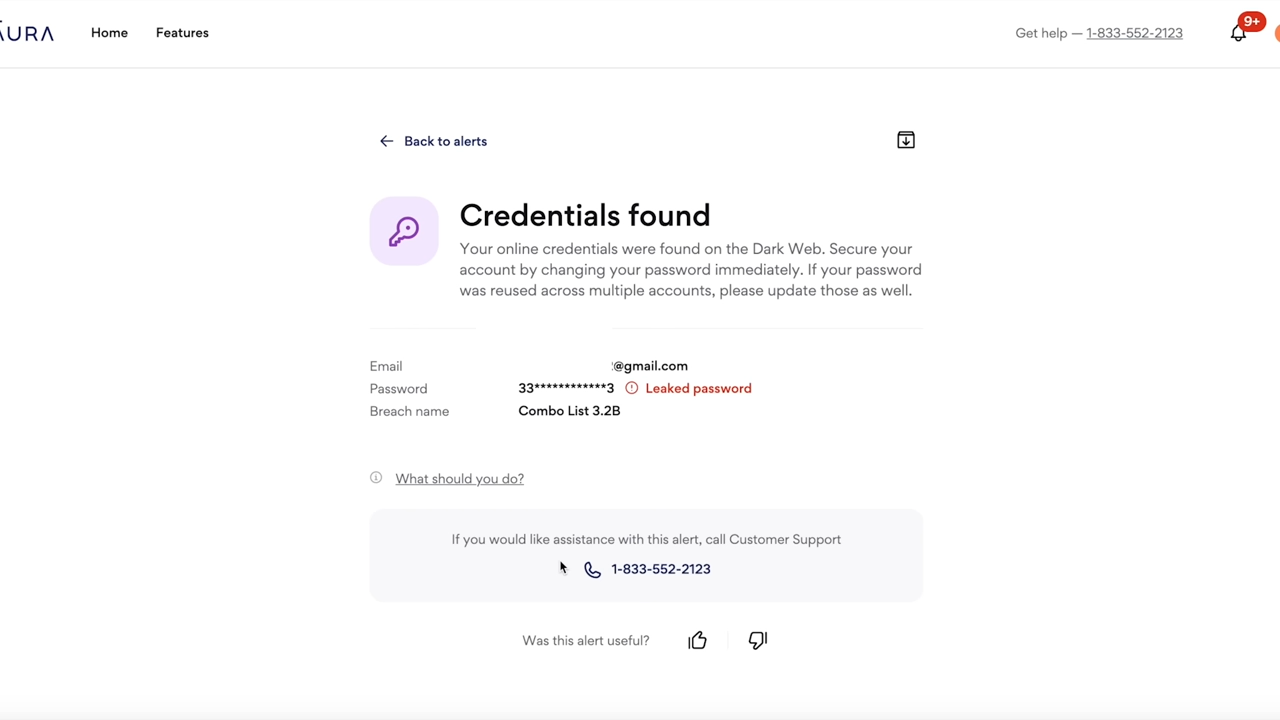 AURA
Home
Features
Get help — 1-833-552-2123
9+
Back to alerts
Credentials found
Your online credentials were found on the Dark Web. Secure your
account by changing your password immediately. If your password
was reused across multiple accounts, please update those as well.
Email @gmail.com
Password 33************3 Leaked password
Breach name Combo List 3.2B
What should you do?
If you would like assistance with this alert, call Customer Support
1-833-552-2123
Was this alert useful?